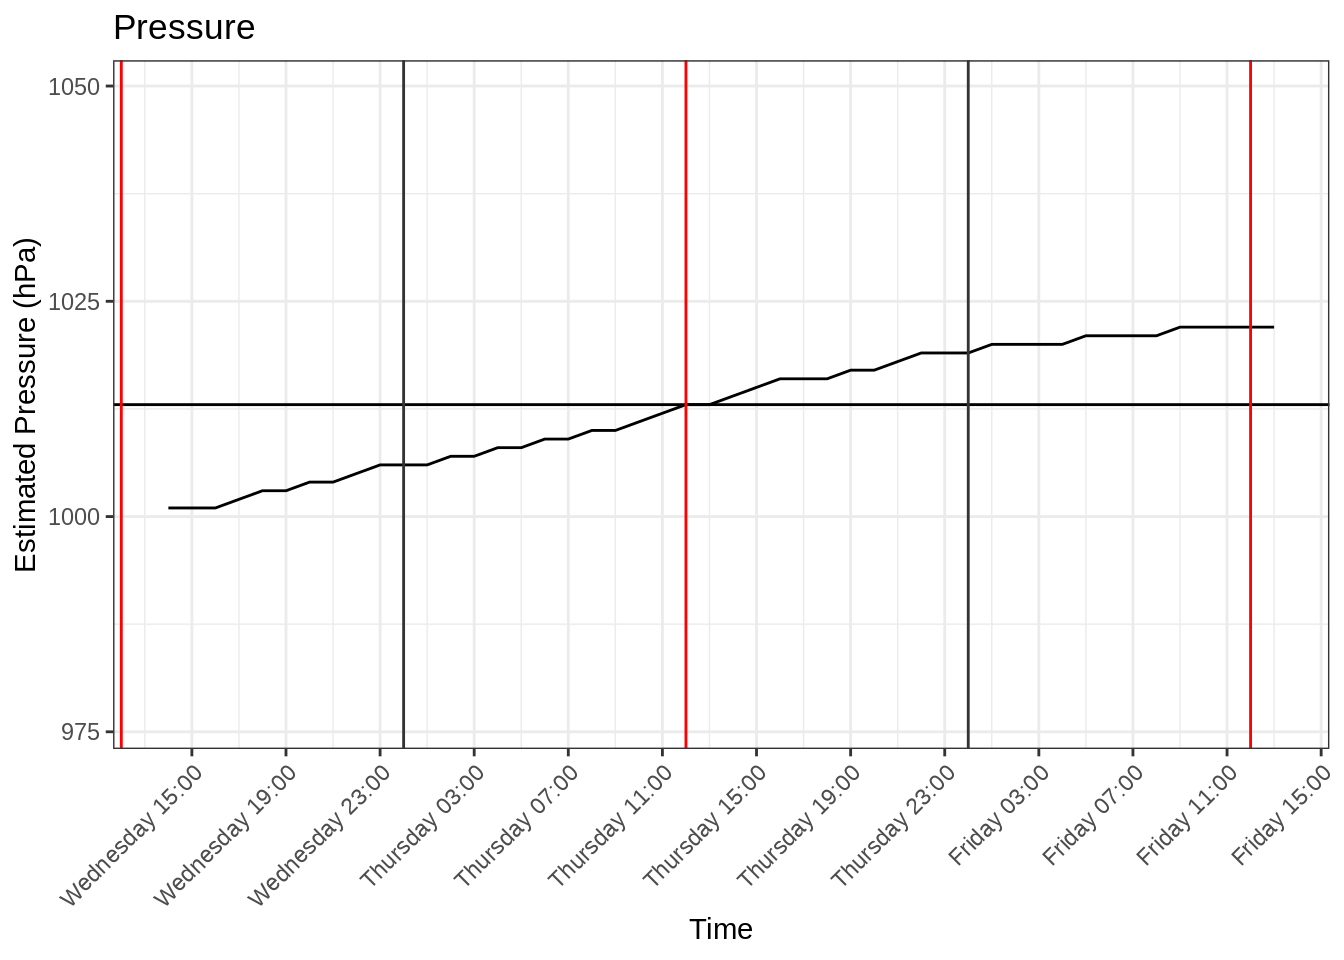 Pressure
Estimated Pressure (hPa)
1050
1025
1000
975
Wednesday 15:00
Wednesday 19:00
Wednesday 23:00
Thursday 03:00
Thursday 07:00
Thursday 11:00
Thursday 15:00
Thursday 19:00
Thursday 23:00
Friday 03:00
Friday 07:00
Friday 11:00
Friday 15:00
Time